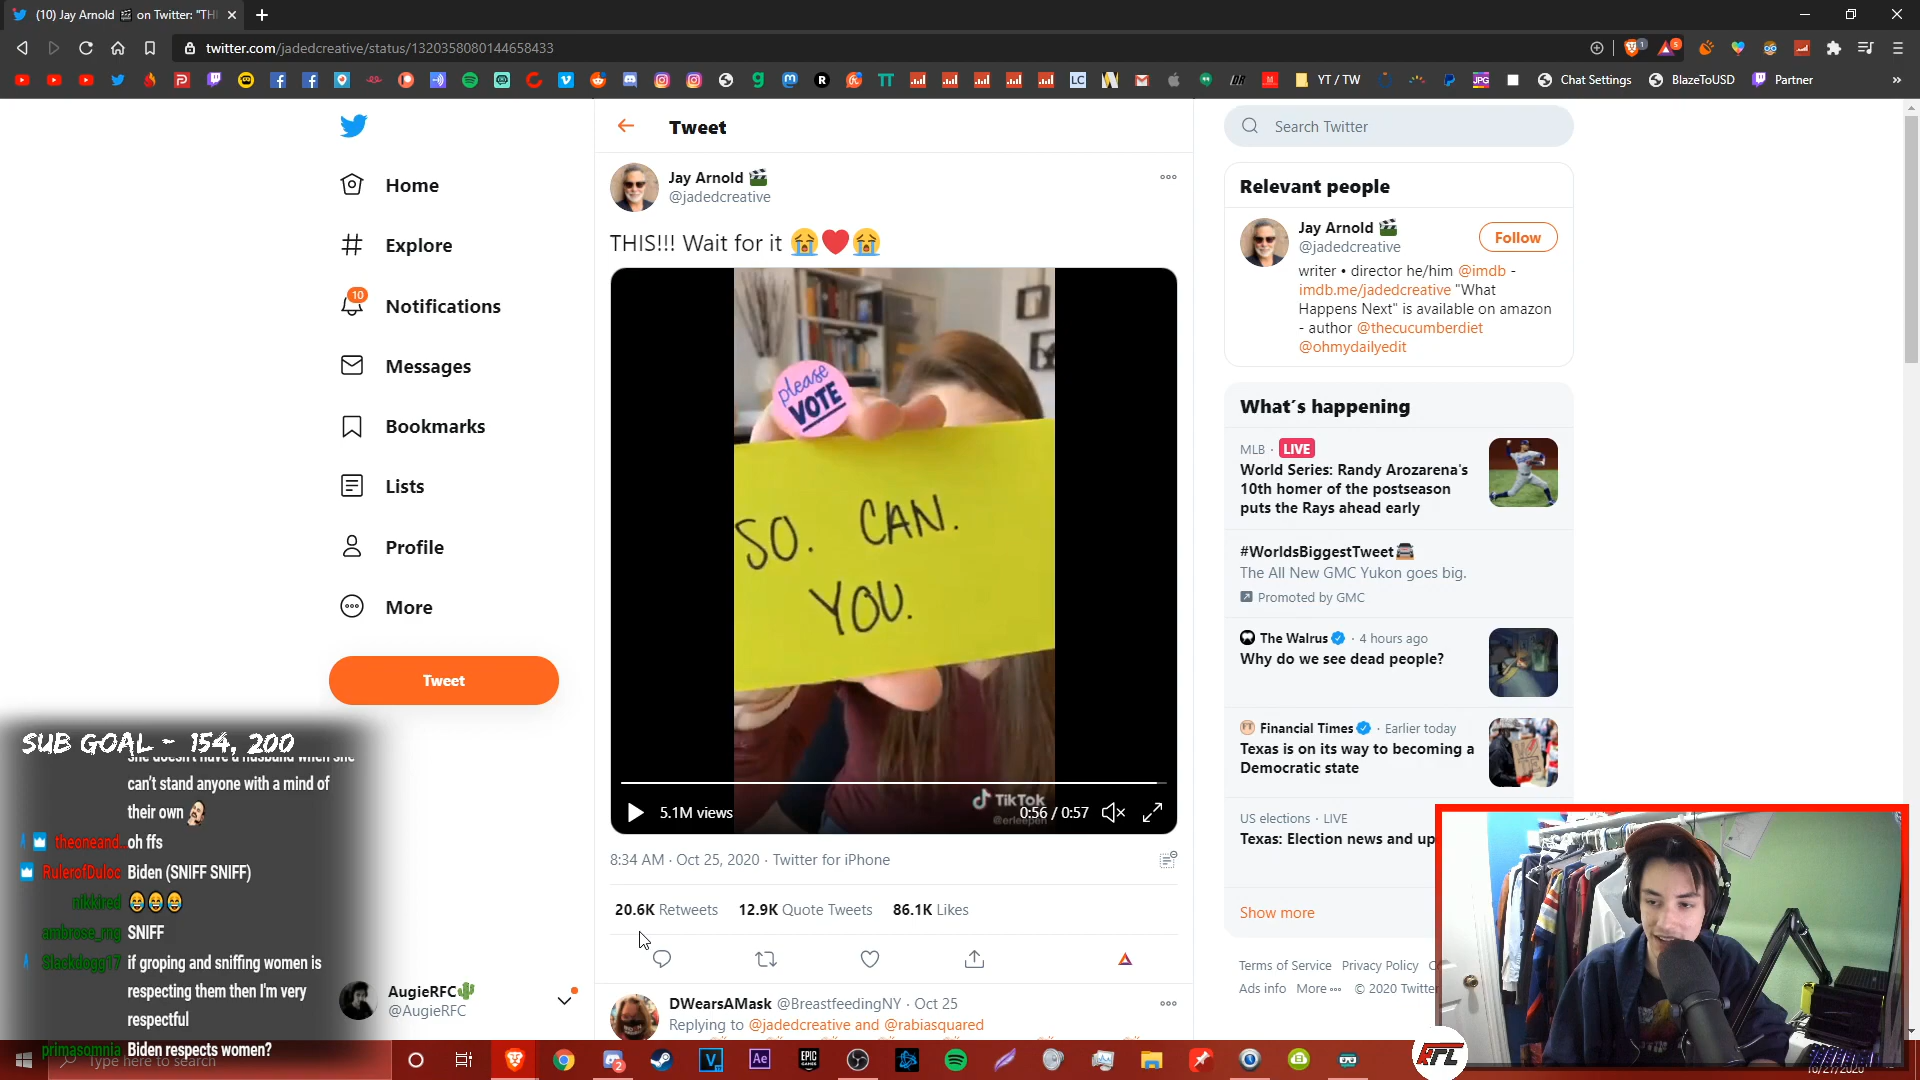 (10) Jay Arnold 🎬 on Twitter: "TH
twitter.com/jadedcreative/status/1320358080144658433
YT / TW
Chat Settings
BlazeToUSD
Partner
Home
Explore
10
Notifications
Messages
Bookmarks
Lists
Profile
More
Tweet
AugieRFC🌵
@AugieRFC
Tweet
Jay Arnold 🎬
@jadedcreative
THIS!!! Wait for it 😭❤️😭
please
VOTE
SO. CAN.
YOU.
TikTok
5.1M views
0:56 / 0:57
8:34 AM · Oct 25, 2020 · Twitter for iPhone
20.6K Retweets 12.9K Quote Tweets 86.1K Likes
DWearsAMask @BreastfeedingNY · Oct 25
Replying to @jadedcreative and @rabiasquared
Search Twitter
Relevant people
Jay Arnold 🎬
@jadedcreative
Follow
writer • director he/him @imdb -
imdb.me/jadedcreative "What
Happens Next" is available on amazon
- author @thecucumberdiet
@ohmydailyedit
What's happening
MLB · LIVE
World Series: Randy Arozarena's
10th homer of the postseason
puts the Rays ahead early
#WorldsBiggestTweet
The All New GMC Yukon goes big.
Promoted by GMC
The Walrus · 4 hours ago
Why do we see dead people?
Financial Times · Earlier today
Texas is on its way to becoming a
Democratic state
US elections · LIVE
Texas: Election news and up
Show more
Terms of Service Privacy Policy
Ads info More © 2020 Twitter
SUB GOAL - 154, 200
she doesn't have a husband when she
can't stand anyone with a mind of
their own
theoneand.. oh ffs
RulerofDuloc Biden (SNIFF SNIFF)
nikkired 😂😂😂
ambrose_mg SNIFF
Slackdogg17 if groping and sniffing women is
respecting them then I'm very
respectful
primasomnia Biden respects women?
Type here to search
10/27/2020